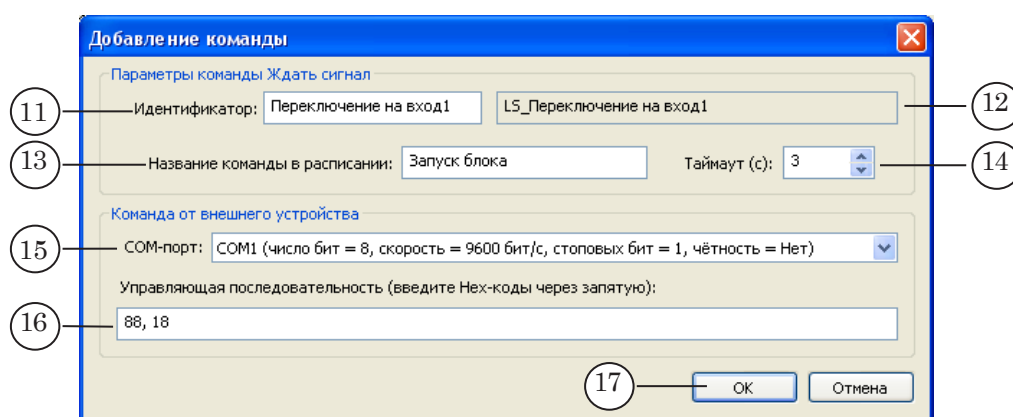 Добавление команды
Параметры команды Ждать сигнал
11 Идентификатор: Переключение на вход1 LS_Переключение на вход1 12
13 Название команды в расписании: Запуск блока Таймаут (с): 3 14
Команда от внешнего устройства
15 COM-порт: COM1 (число бит = 8, скорость = 9600 бит/с, стоповых бит = 1, чётность = Нет)
Управляющая последовательность (введите Hex-коды через запятую):
16 88, 18
17 ОК Отмена